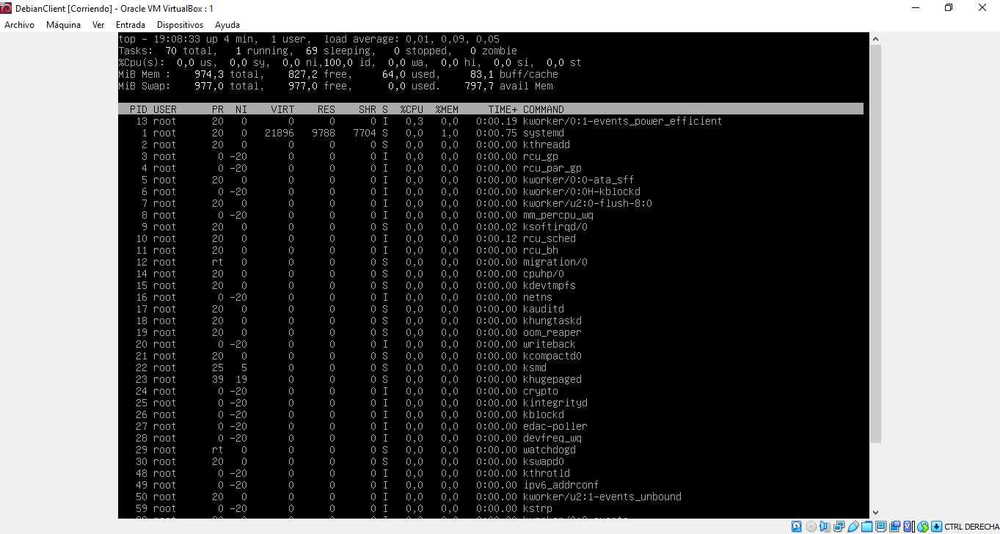 DebianClient [Corriendo] - Oracle VM VirtualBox : 1
Archivo Máquina Ver Entrada Dispositivos Ayuda
top - 19:08:33 up 4 min, 1 user, load average: 0,01, 0,09, 0,05
Tasks: 70 total, 1 running, 69 sleeping, 0 stopped, 0 zombie
%Cpu(s): 0,0 us, 0,0 sy, 0,0 ni,100,0 id, 0,0 wa, 0,0 hi, 0,0 si, 0,0 st
MiB Mem : 974,3 total, 827,2 free, 64,0 used, 83,1 buff/cache
MiB Swap: 977,0 total, 977,0 free, 0,0 used. 797,7 avail Mem
PID USER PR NI VIRT RES SHR S %CPU %MEM TIME+ COMMAND
13 root 20 0 0 0 0 I 0,3 0,0 0:00.19 kworker/0:1-events_power_efficient
1 root 20 0 21896 9788 7704 S 0,0 1,0 0:00.75 systemd
2 root 20 0 0 0 0 S 0,0 0,0 0:00.00 kthreadd
3 root 0 -20 0 0 0 I 0,0 0,0 0:00.00 rcu_gp
4 root 0 -20 0 0 0 I 0,0 0,0 0:00.00 rcu_par_gp
5 root 20 0 0 0 0 I 0,0 0,0 0:00.00 kworker/0:0-ata_sff
6 root 0 -20 0 0 0 I 0,0 0,0 0:00.00 kworker/0:0H-kblockd
7 root 20 0 0 0 0 I 0,0 0,0 0:00.00 kworker/u2:0-flush-8:0
8 root 0 -20 0 0 0 I 0,0 0,0 0:00.00 mm_percpu_wq
9 root 20 0 0 0 0 S 0,0 0,0 0:00.02 ksoftirqd/0
10 root 20 0 0 0 0 I 0,0 0,0 0:00.12 rcu_sched
11 root 20 0 0 0 0 I 0,0 0,0 0:00.00 rcu_bh
12 root rt 0 0 0 0 S 0,0 0,0 0:00.00 migration/0
14 root 20 0 0 0 0 S 0,0 0,0 0:00.00 cpuhp/0
15 root 20 0 0 0 0 S 0,0 0,0 0:00.00 kdevtmpfs
16 root 0 -20 0 0 0 I 0,0 0,0 0:00.00 netns
17 root 20 0 0 0 0 S 0,0 0,0 0:00.00 kauditd
18 root 20 0 0 0 0 S 0,0 0,0 0:00.00 khungtaskd
19 root 20 0 0 0 0 S 0,0 0,0 0:00.00 oom_reaper
20 root 0 -20 0 0 0 I 0,0 0,0 0:00.00 writeback
21 root 20 0 0 0 0 S 0,0 0,0 0:00.00 kcompactd0
22 root 25 5 0 0 0 S 0,0 0,0 0:00.00 ksmd
23 root 39 19 0 0 0 S 0,0 0,0 0:00.00 khugepaged
24 root 0 -20 0 0 0 I 0,0 0,0 0:00.00 crypto
25 root 0 -20 0 0 0 I 0,0 0,0 0:00.00 kintegrityd
26 root 0 -20 0 0 0 I 0,0 0,0 0:00.00 kblockd
27 root 0 -20 0 0 0 I 0,0 0,0 0:00.00 edac-poller
28 root 0 -20 0 0 0 I 0,0 0,0 0:00.00 devfreq_wq
29 root rt 0 0 0 0 S 0,0 0,0 0:00.00 watchdogd
30 root 20 0 0 0 0 S 0,0 0,0 0:00.00 kswapd0
48 root 0 -20 0 0 0 I 0,0 0,0 0:00.00 kthrotld
49 root 0 -20 0 0 0 I 0,0 0,0 0:00.00 ipv6_addrconf
50 root 20 0 0 0 0 I 0,0 0,0 0:00.00 kworker/u2:1-events_unbound
59 root 0 -20 0 0 0 I 0,0 0,0 0:00.00 kstrp
CTRL DERECHA